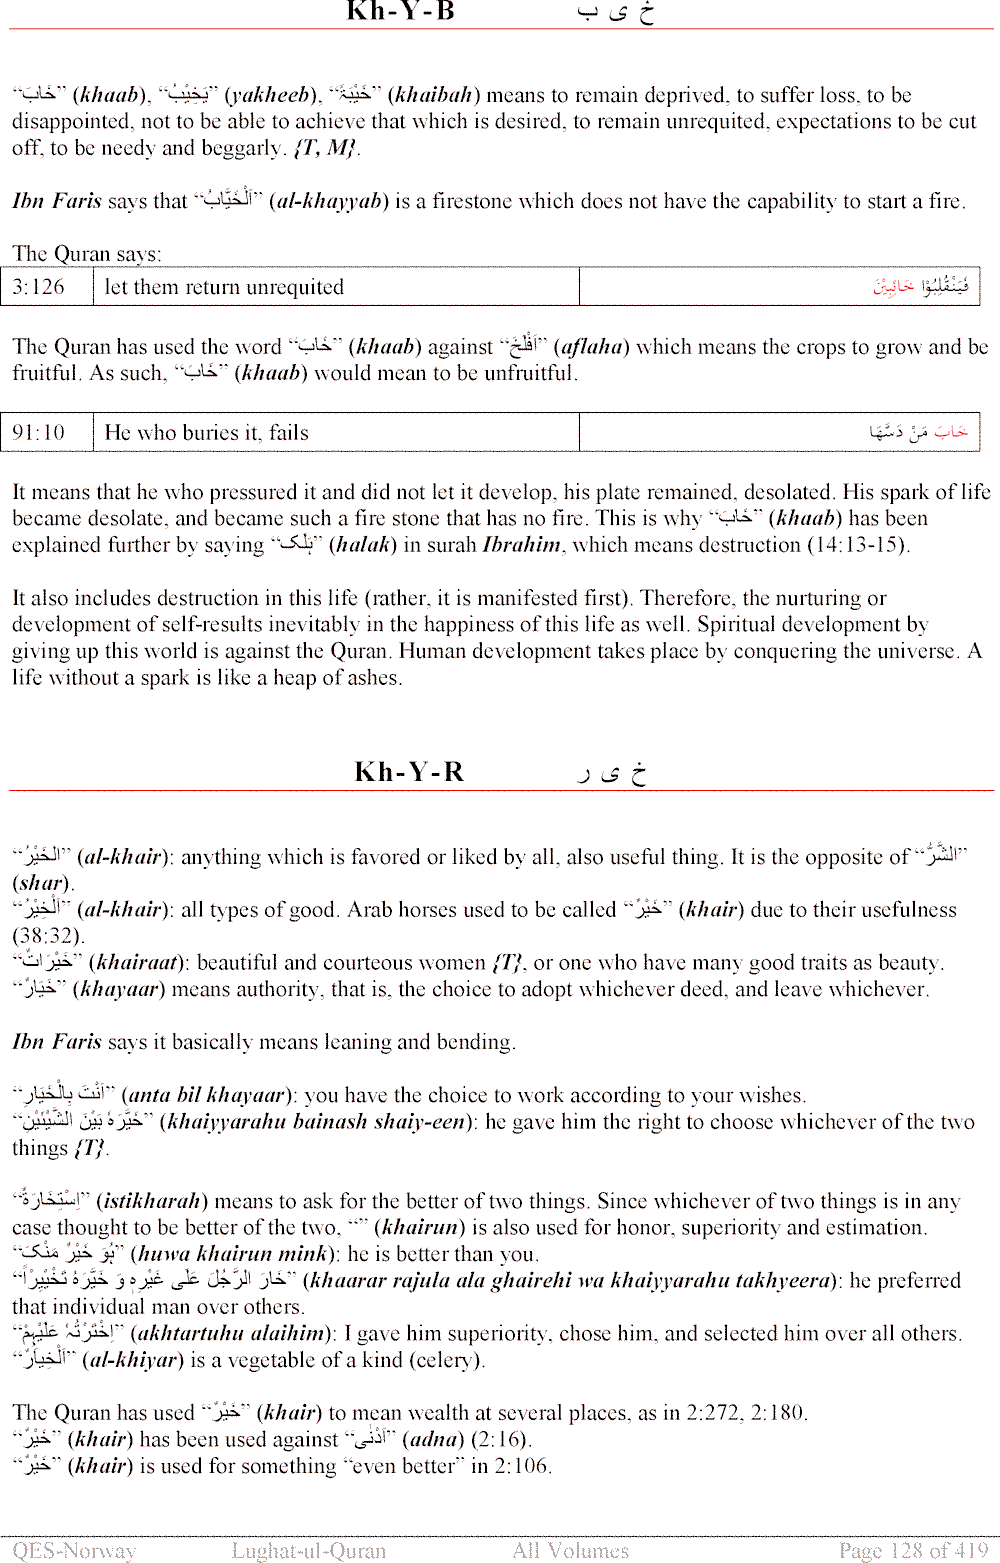 Kh-Y-B خ ی ب
“خَابَ” (khaab), “یَخِیْبُ” (yakheeb), “خَیْبَۃً” (khaibah) means to remain deprived, to suffer loss, to be
disappointed, not to be able to achieve that which is desired, to remain unrequited, expectations to be cut
off, to be needy and beggarly. {T, M}.
Ibn Faris says that “اَلْخَیَّابُ” (al-khayyab) is a firestone which does not have the capability to start a fire.
The Quran says:
3:126 let them return unrequited فَیَنْقَلِبُوْا خَائِبِیْنَ
The Quran has used the word “خَابَ” (khaab) against “اَفْلَحَ” (aflaha) which means the crops to grow and be
fruitful. As such, “خَابَ” (khaab) would mean to be unfruitful.
91:10 He who buries it, fails خَابَ مَنْ دَسَّھَا
It means that he who pressured it and did not let it develop, his plate remained, desolated. His spark of life
became desolate, and became such a fire stone that has no fire. This is why “خَابَ” (khaab) has been
explained further by saying “ہَلَک” (halak) in surah Ibrahim, which means destruction (14:13-15).
It also includes destruction in this life (rather, it is manifested first). Therefore, the nurturing or
development of self-results inevitably in the happiness of this life as well. Spiritual development by
giving up this world is against the Quran. Human development takes place by conquering the universe. A
life without a spark is like a heap of ashes.
Kh-Y-R خ ی ر
“الخَیْرُ” (al-khair): anything which is favored or liked by all, also useful thing. It is the opposite of “الشَّرُّ”
(shar).
“اَلْخِیْرُ” (al-khair): all types of good. Arab horses used to be called “خَیْرٌ” (khair) due to their usefulness
(38:32).
“خَیْرَاتٌ” (khairaat): beautiful and courteous women {T}, or one who have many good traits as beauty.
“خَیَارٌ” (khayaar) means authority, that is, the choice to adopt whichever deed, and leave whichever.
Ibn Faris says it basically means leaning and bending.
“اَنْتَ بِالْخَیَارِ” (anta bil khayaar): you have the choice to work according to your wishes.
“خَیَّرَہٗ بَیْنَ الشَّیْئَیْنِ” (khaiyyarahu bainash shaiy-een): he gave him the right to choose whichever of the two
things {T}.
“اِسْتِخَارَۃٌ” (istikharah) means to ask for the better of two things. Since whichever of two things is in any
case thought to be better of the two, “” (khairun) is also used for honor, superiority and estimation.
“ہُوَ خَیْرٌ مَنْکَ” (huwa khairun mink): he is better than you.
“خَارَ الرَّجُلَ عَلٰی غَیْرِہٖ وَ خَیَّرَہٗ تَخْیِیْراً” (khaarar rajula ala ghairehi wa khaiyyarahu takhyeera): he preferred
that individual man over others.
“اِخْتَرْتُہٗ عَلَیْہِمْ” (akhtartuhu alaihim): I gave him superiority, chose him, and selected him over all others.
“اَلْخِیَارٌ” (al-khiyar) is a vegetable of a kind (celery).
The Quran has used “خَیْرٌ” (khair) to mean wealth at several places, as in 2:272, 2:180.
“خَیْرٌ” (khair) has been used against “اَدْنٰی” (adna) (2:16).
“خَیْرٌ” (khair) is used for something “even better” in 2:106.
QES-Norway Lughat-ul-Quran All Volumes Page 128 of 419